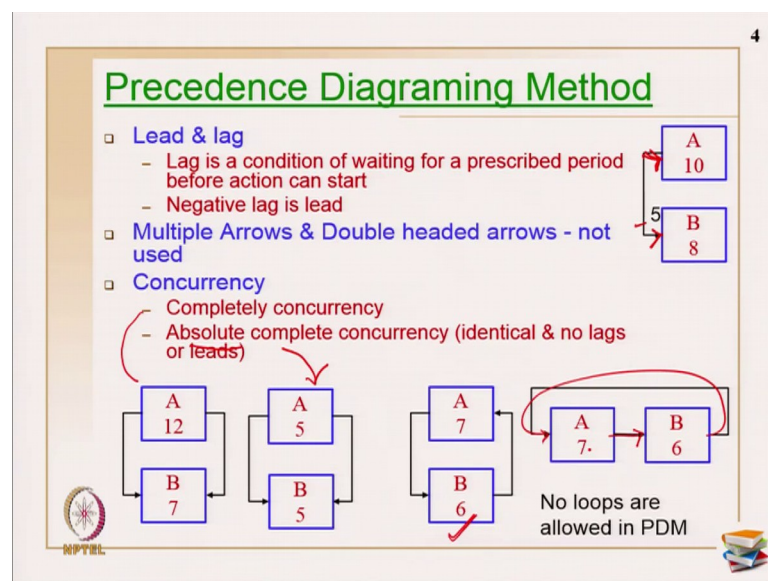 4
Precedence Diagraming Method
Lead & lag
– Lag is a condition of waiting for a prescribed period
before action can start
– Negative lag is lead
Multiple Arrows & Double headed arrows - not
used
Concurrency
– Completely concurrency
– Absolute complete concurrency (identical & no lags
or leads)
A
10
-5
B
8
A
12
B
7
A
5
B
5
A
7
B
6
A
7.
B
6
No loops are
allowed in PDM
NPTEL